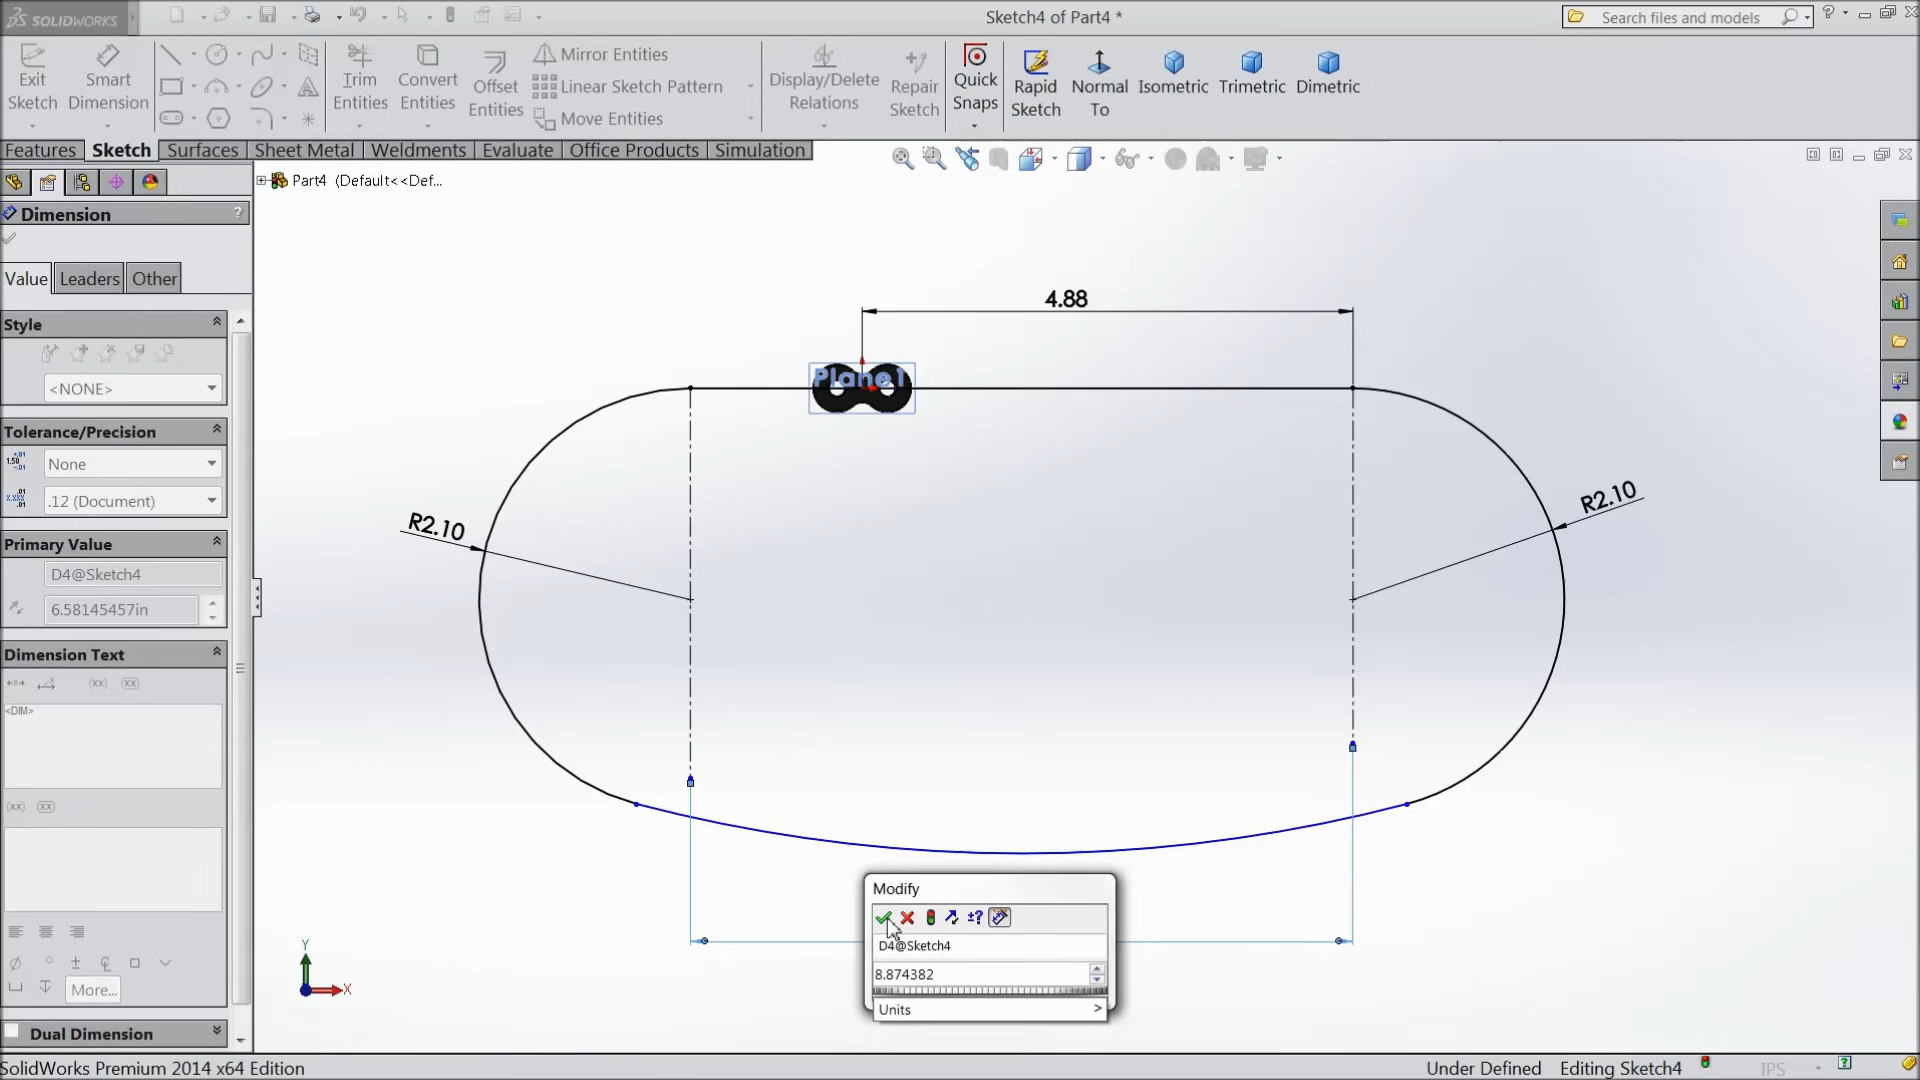 SOLIDWORKS
Sketch4 of Part4 *
Search files and models
Exit Sketch
Smart Dimension
Trim Entities
Convert Entities
Offset Entities
Mirror Entities
Linear Sketch Pattern
Move Entities
Display/Delete Relations
Repair Sketch
Quick Snaps
Rapid Sketch
Normal To
Isometric
Trimetric
Dimetric
Features
Sketch
Surfaces
Sheet Metal
Weldments
Evaluate
Office Products
Simulation
Part4 (Default<<Def...
Dimension
?
Value
Leaders
Other
Style
<NONE>
Tolerance/Precision
None
.12 (Document)
Primary Value
D4@Sketch4
6.58145457in
Dimension Text
<DIM>
(xx)
(xx)
(xx)
(xx)
More...
Dual Dimension
4.88
Plane1
R2.10
R2.10
Modify
D4@Sketch4
8.874382
Units >
Y
X
SolidWorks Premium 2014 x64 Edition
Under Defined
Editing Sketch4
IPS